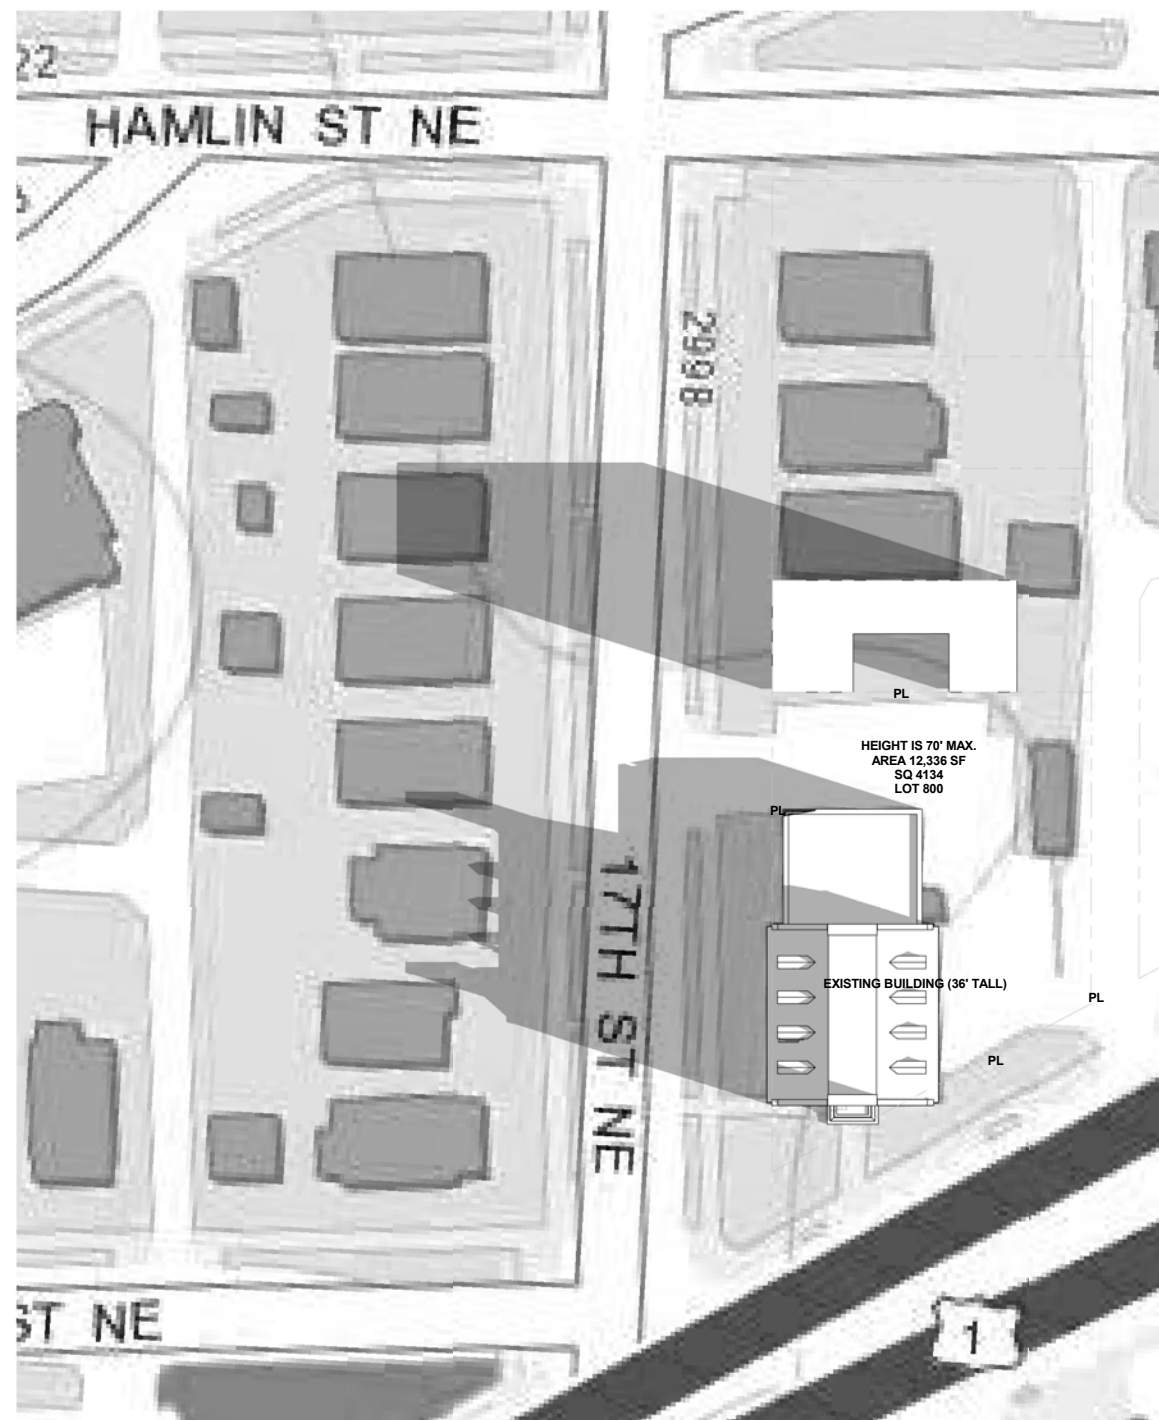 22
HAMLIN ST NE
2998
PL
HEIGHT IS 70' MAX.
AREA 12,336 SF
SQ 4134
LOT 800
PL
17TH ST NE
EXISTING BUILDING (36' TALL)
PL
PL
ST NE
1